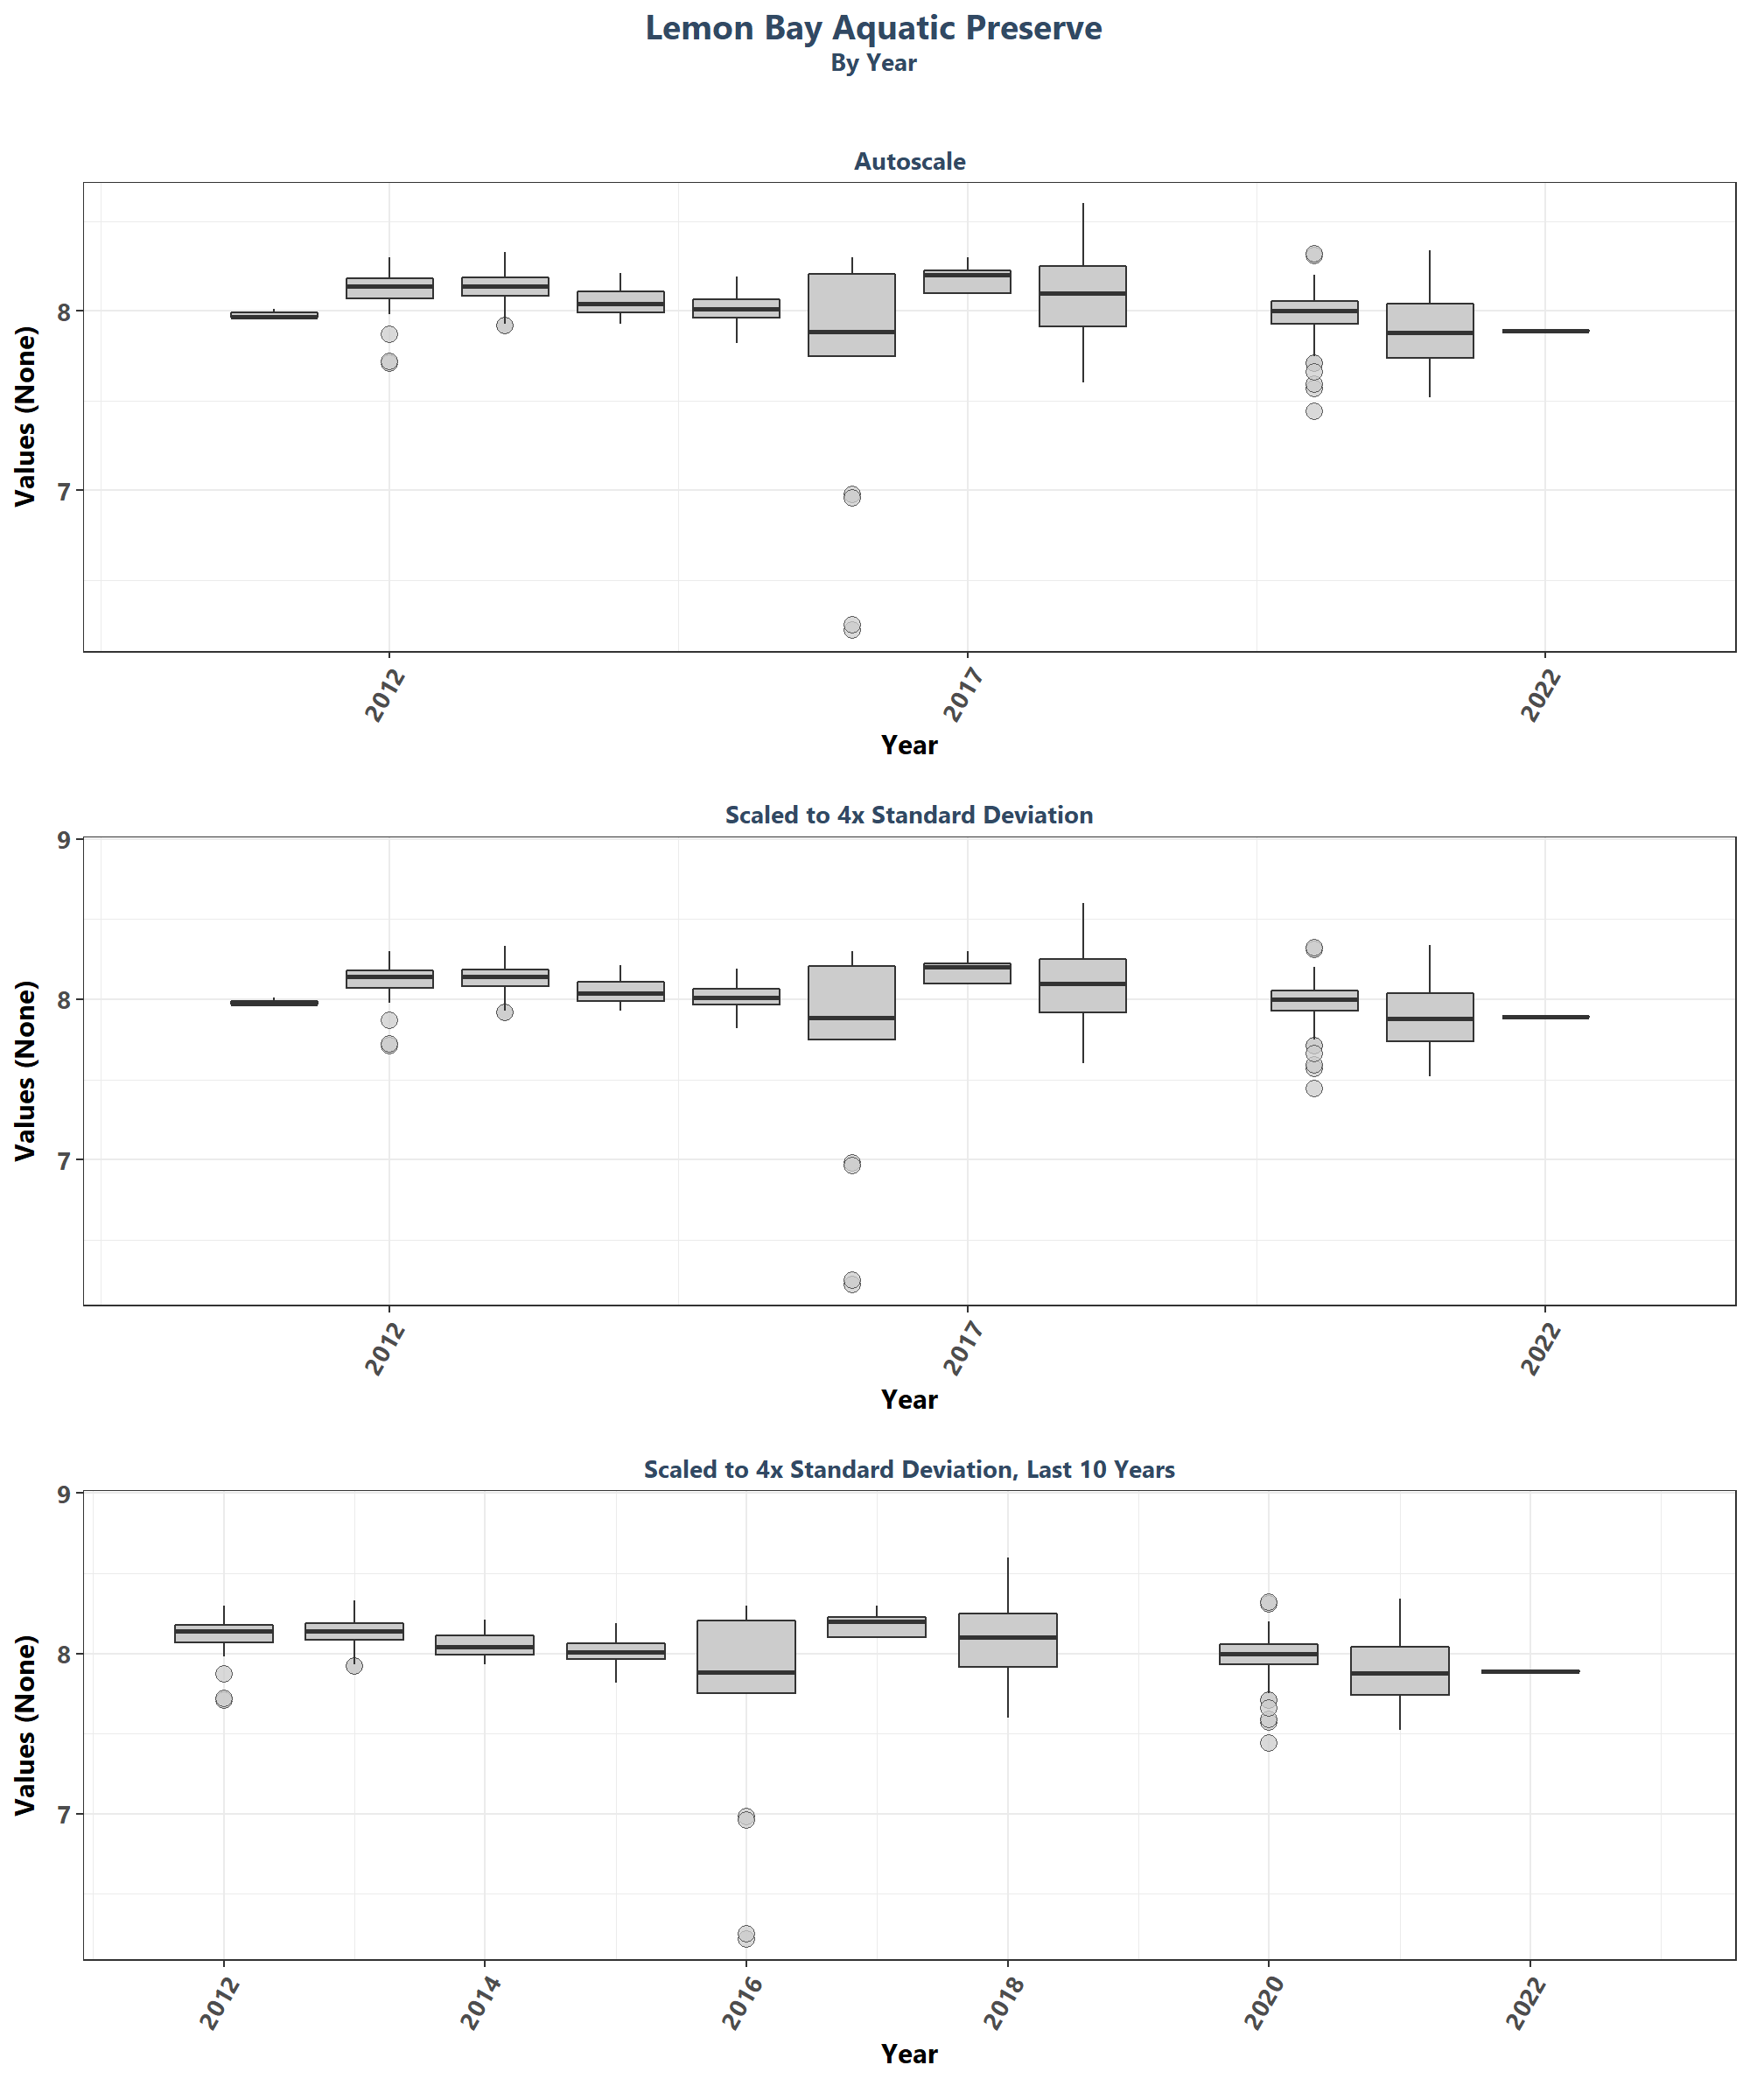 Lemon Bay Aquatic Preserve
By Year
Autoscale
Values (None)
8
7
2012
2017
2022
Year
Scaled to 4x Standard Deviation
Values (None)
9
8
7
2012
2017
2022
Year
Scaled to 4x Standard Deviation, Last 10 Years
Values (None)
9
8
7
2012
2014
2016
2018
2020
2022
Year